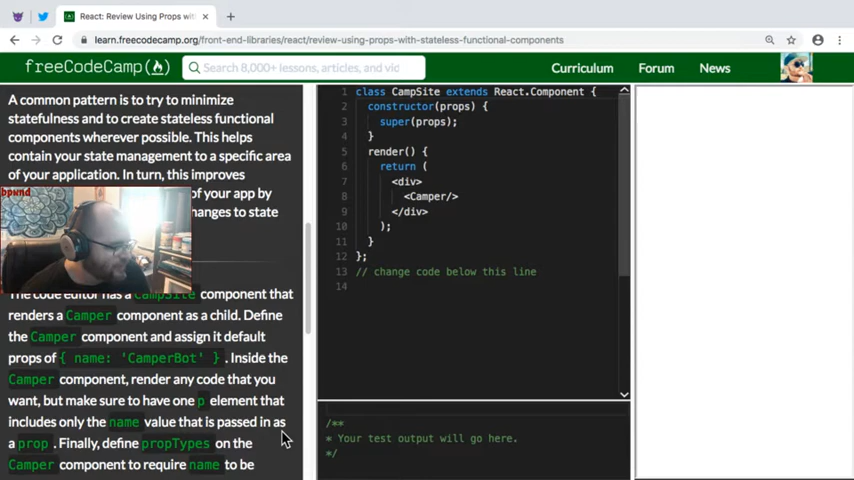 React: Review Using Props wit
learn.freecodecamp.org/front-end-libraries/react/review-using-props-with-stateless-functional-components
freeCodeCamp
Search 8,000+ lessons, articles, and vid
Curriculum
Forum
News
A common pattern is to try to minimize
statefulness and to create stateless functional
components wherever possible. This helps
contain your state management to a specific area
of your application. In turn, this improves
of your app by
hanges to state
The code editor has a CampSite component that
renders a Camper component as a child. Define
the Camper component and assign it default
props of { name: 'CamperBot' } . Inside the
Camper component, render any code that you
want, but make sure to have one p element that
includes only the name value that is passed in as
a prop . Finally, define propTypes on the
Camper component to require name to be
1 class CampSite extends React.Component {
2 constructor(props) {
3 super(props);
4 }
5 render() {
6 return (
7 <div>
8 <Camper/>
9 </div>
10 );
11 }
12 };
13 // change code below this line
14
/**
* Your test output will go here.
*/